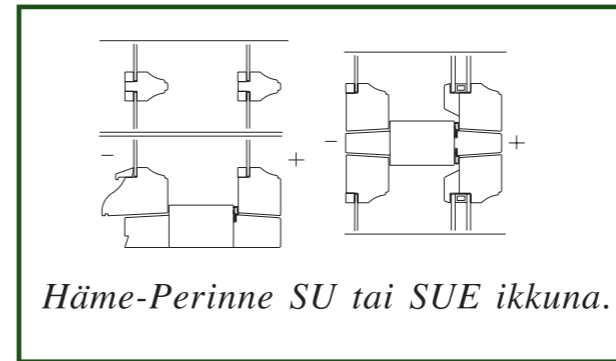 − + − +
Häme-Perinne SU tai SUE ikkuna.